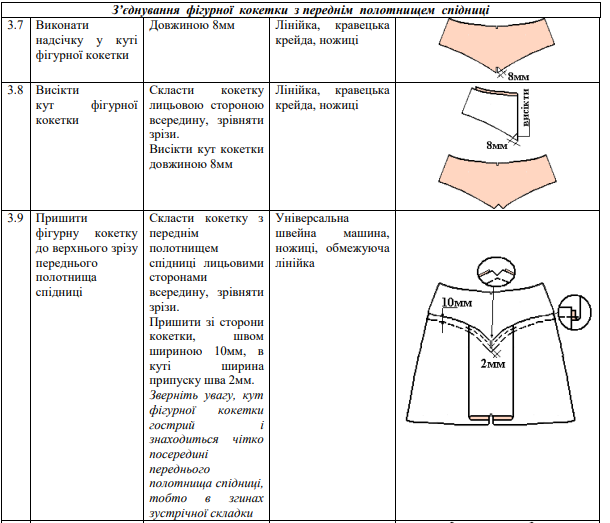 З’єднування фігурної кокетки з переднім полотнищем спідниці
3.7
Виконати
надсічку у куті
фігурної кокетки
Довжиною 8мм
Лінійка, кравецька
крейда, ножиці
8мм
3.8
Висікти
кут фігурної
кокетки
Скласти кокетку
лицьовою стороною
всередину, зрівняти
зрізи.
Висікти кут кокетки
довжиною 8мм
Лінійка, кравецька
крейда, ножиці
висікти
8мм
3.9
Пришити
фігурну кокетку
до верхнього зрізу
переднього
полотнища
спідниці
Скласти кокетку з
переднім
полотнищем
спідниці лицьовими
сторонами
всередину, зрівняти
зрізи.
Пришити зі сторони
кокетки, швом
шириною 10мм, в
куті ширина
припуску шва 2мм.
Зверніть увагу, кут
фігурної кокетки
гострий і
знаходиться чітко
посередині
переднього
полотнища спідниці,
тобто в згинах
зустрічної складки
Універсальна
швейна машина,
ножиці, обмежуюча
лінійка
10мм
2мм